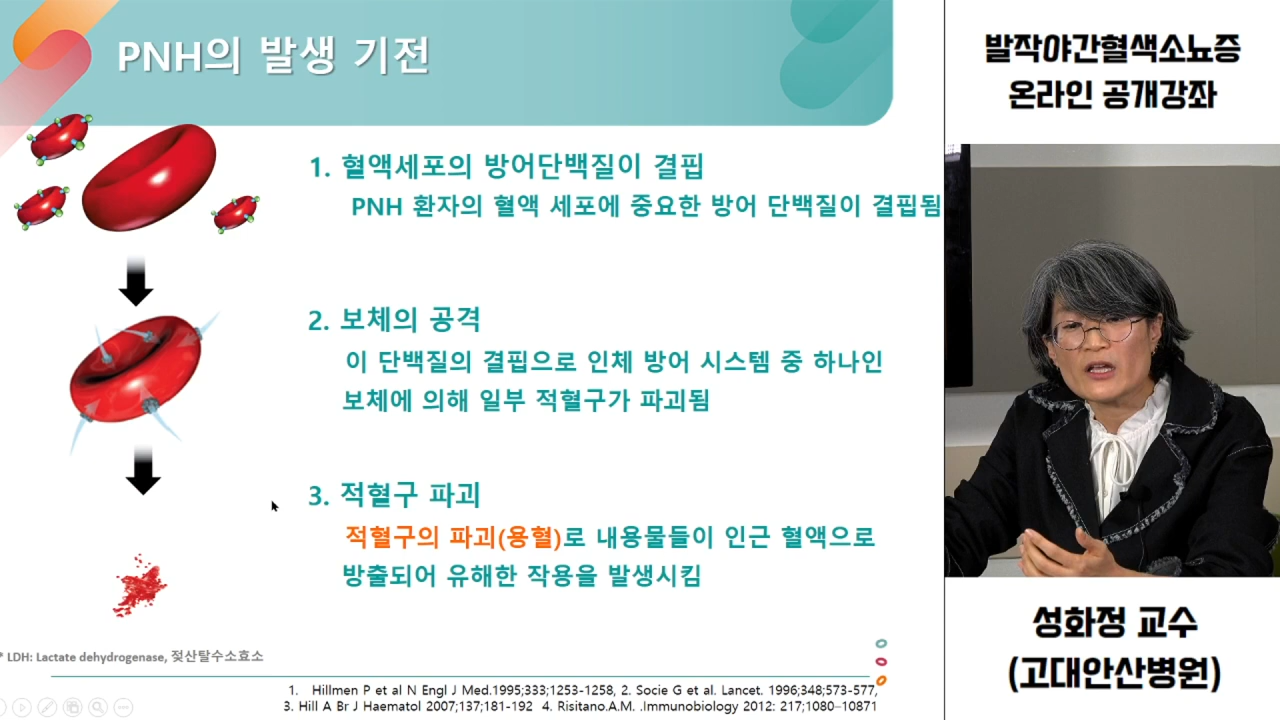 PNH의 발생 기전
1. 혈액세포의 방어단백질이 결핍
PNH 환자의 혈액 세포에 중요한 방어 단백질이 결핍됨
2. 보체의 공격
이 단백질의 결핍으로 인체 방어 시스템 중 하나인
보체에 의해 일부 적혈구가 파괴됨
3. 적혈구 파괴
적혈구의 파괴(용혈)로 내용물들이 인근 혈액으로
방출되어 유해한 작용을 발생시킴
* LDH: Lactate dehydrogenase, 젖산탈수소효소
1. Hillmen P et al N Engl J Med.1995;333;1253-1258, 2. Socie G et al. Lancet. 1996;348;573-577,
3. Hill A Br J Haematol 2007;137;181-192 4. Risitano.A.M. .Immunobiology 2012: 217;1080–10871
발작야간혈색소뇨증
온라인 공개강좌
성화정 교수
(고대안산병원)